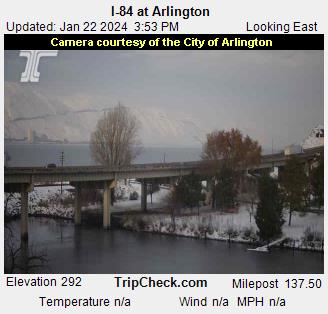 I-84 at Arlington
Updated: Jan 22 2024 3:53 PM Looking East
Camera courtesy of the City of Arlington
Elevation 292 TripCheck.com Milepost 137.50
Temperature n/a Wind n/a MPH n/a